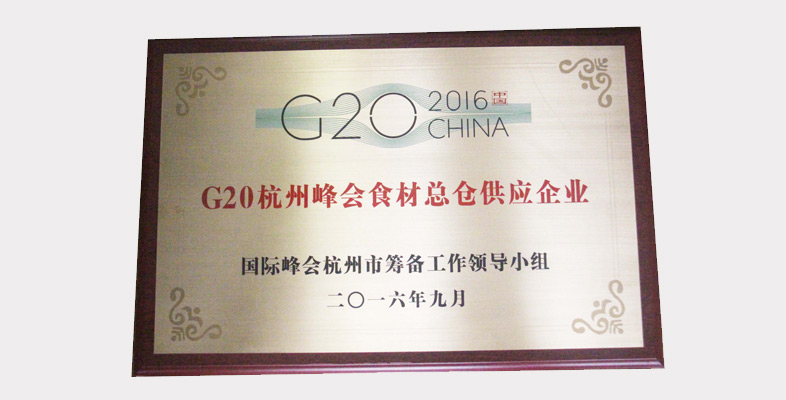 G20 2016 中国
CHINA
G20杭州峰会食材总仓供应企业
国际峰会杭州市筹备工作领导小组
二〇一六年九月